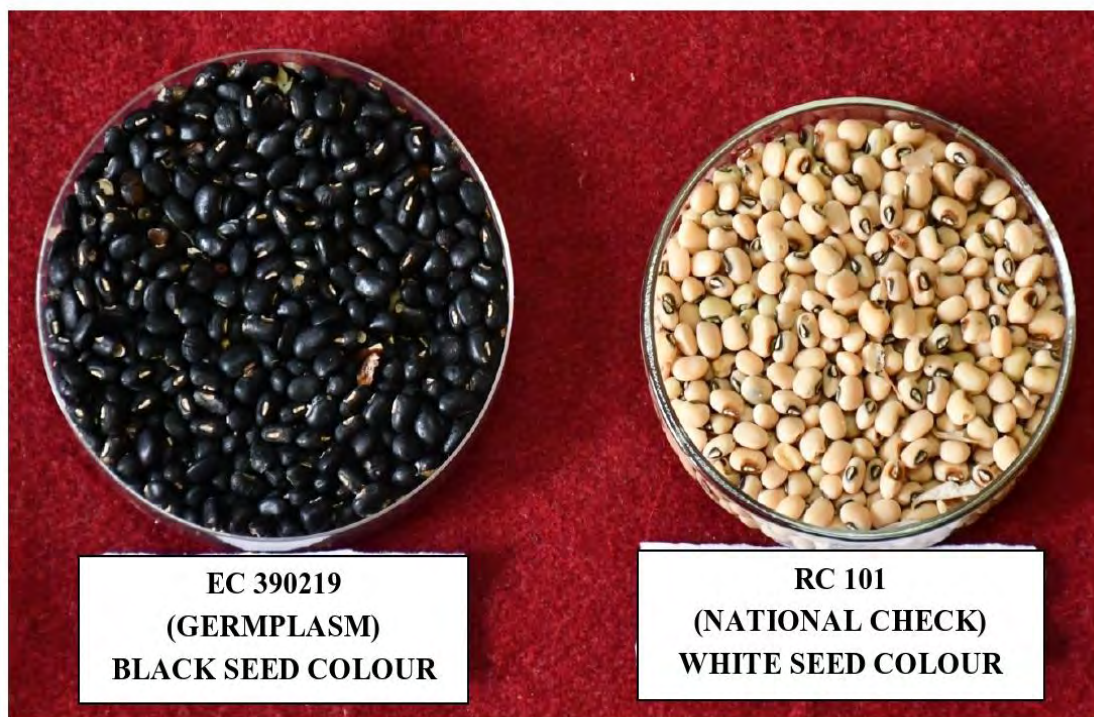 EC 390219
(GERMPLASM)
BLACK SEED COLOUR
RC 101
(NATIONAL CHECK)
WHITE SEED COLOUR